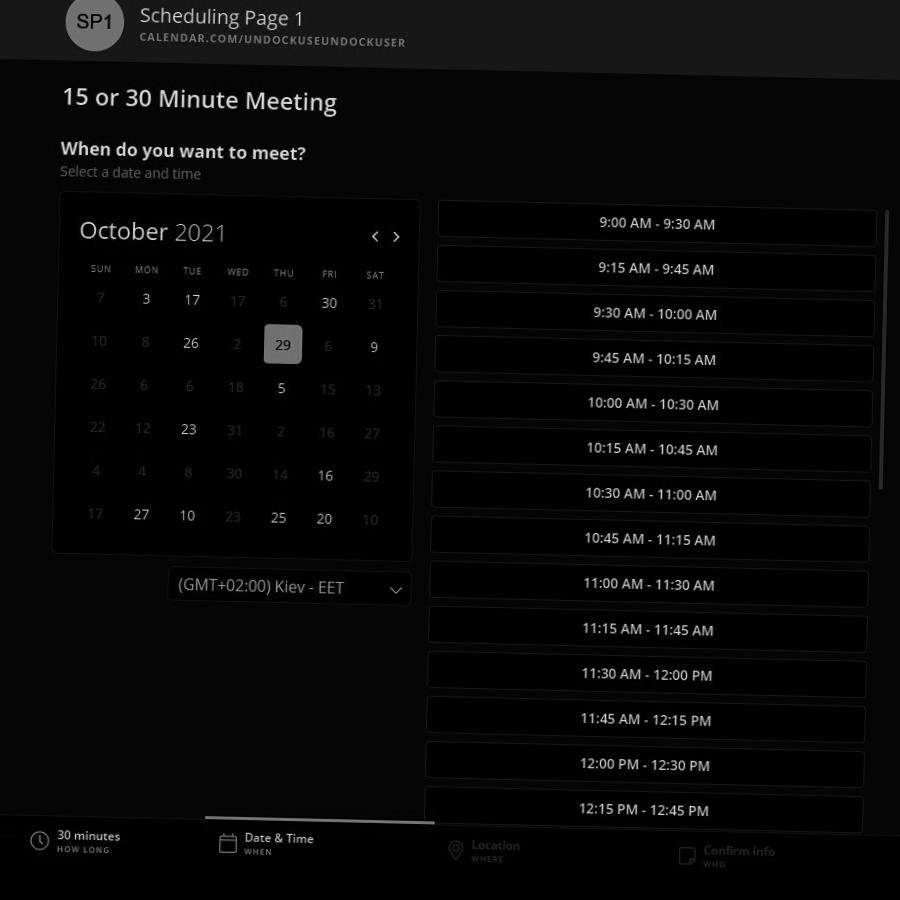 SP1
Scheduling Page 1
CALENDAR.COM/UNDOCKUSEUNDOCKUSER
15 or 30 Minute Meeting
When do you want to meet?
Select a date and time
October 2021
SUN MON TUE WED THU FRI SAT
7 3 17 17 6 30 31
10 8 26 2 29 6 9
26 6 6 18 5 15 13
22 12 23 31 2 16 27
4 4 8 30 14 16 29
17 27 10 23 25 20 10
(GMT+02:00) Kiev - EET
9:00 AM - 9:30 AM
9:15 AM - 9:45 AM
9:30 AM - 10:00 AM
9:45 AM - 10:15 AM
10:00 AM - 10:30 AM
10:15 AM - 10:45 AM
10:30 AM - 11:00 AM
10:45 AM - 11:15 AM
11:00 AM - 11:30 AM
11:15 AM - 11:45 AM
11:30 AM - 12:00 PM
11:45 AM - 12:15 PM
12:00 PM - 12:30 PM
12:15 PM - 12:45 PM
30 minutes
HOW LONG
Date & Time
WHEN
Location
WHERE
Confirm Info
WHO